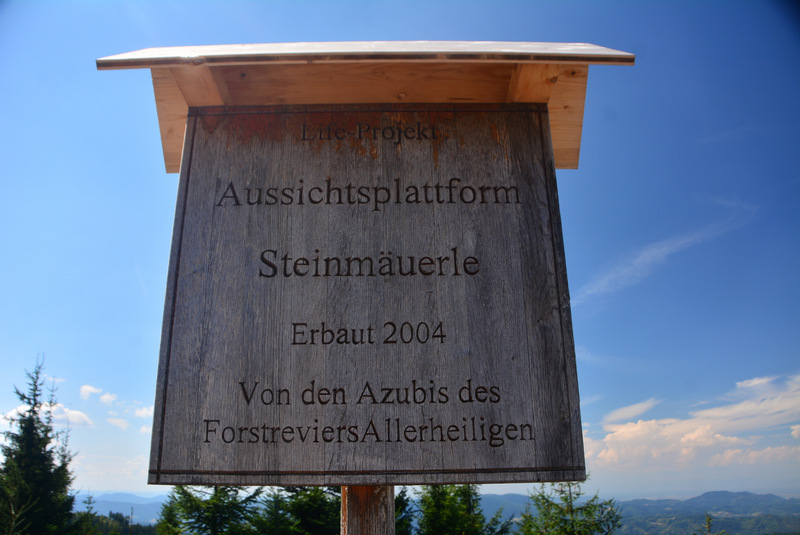 Life-Projekt
Aussichtsplattform
Steinmäuerle
Erbaut 2004
Von den Azubis des
ForstreviersAllerheiligen